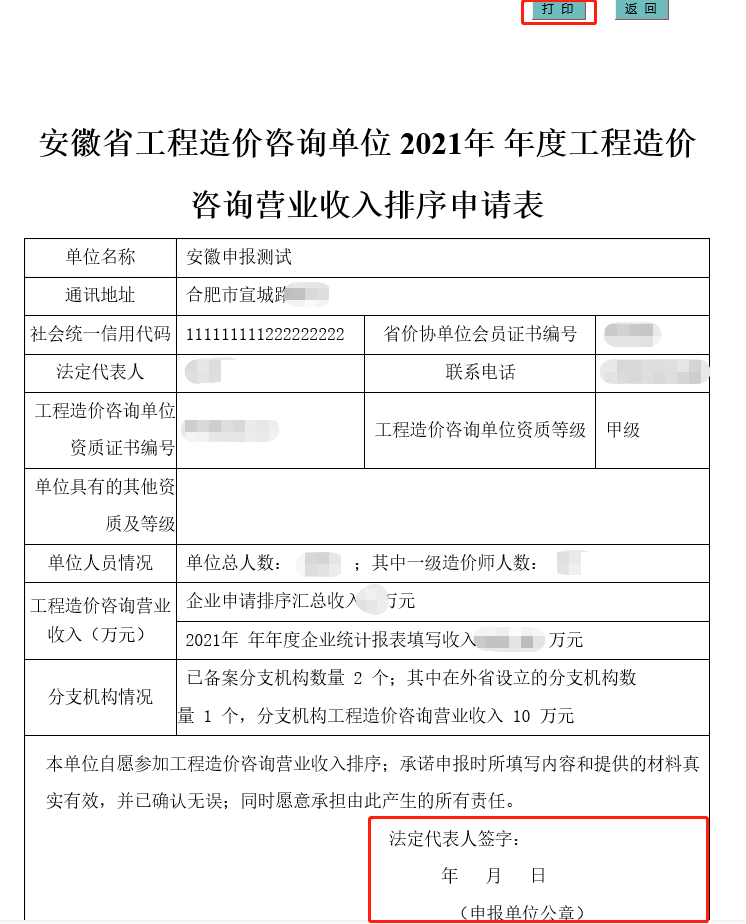 打 印 返 回
安徽省工程造价咨询单位 2021年 年度工程造价
咨询营业收入排序申请表
单位名称 安徽申报测试
通讯地址 合肥市宣城路
社会统一信用代码 111111111222222222 省价协单位会员证书编号
法定代表人 联系电话
工程造价咨询单位
资质证书编号
工程造价咨询单位资质等级 甲级
单位具有的其他资
质及等级
单位人员情况 单位总人数： ；其中一级造价师人数：
工程造价咨询营业
收入（万元）
企业申请排序汇总收入 万元
2021年 年年度企业统计报表填写收入 万元
分支机构情况
已备案分支机构数量 2 个；其中在外省设立的分支机构数
量 1 个，分支机构工程造价咨询营业收入 10 万元
本单位自愿参加工程造价咨询营业收入排序；承诺申报时所填写内容和提供的材料真
实有效，并已确认无误；同时愿意承担由此产生的所有责任。
法定代表人签字：
年 月 日
（申报单位公章）